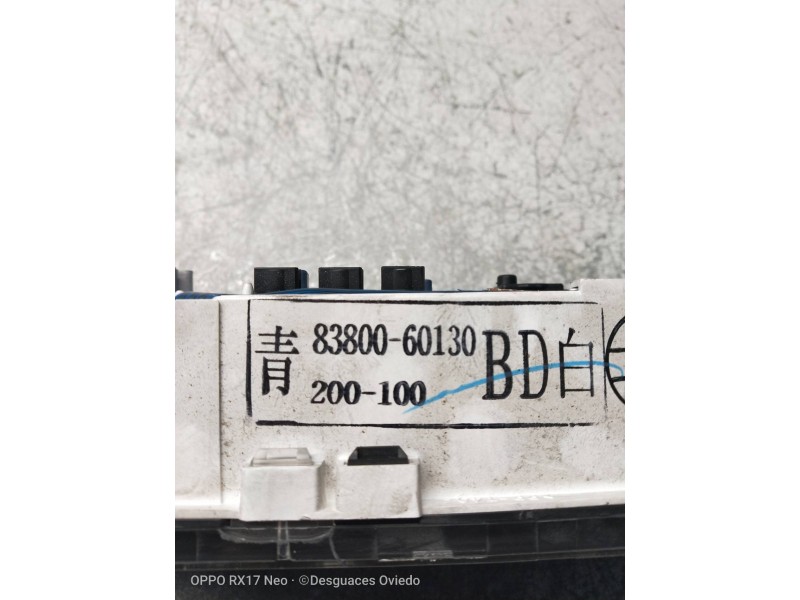 青 83800-60130 BD白
200-100
OPPO RX17 Neo · ©Desguaces Oviedo